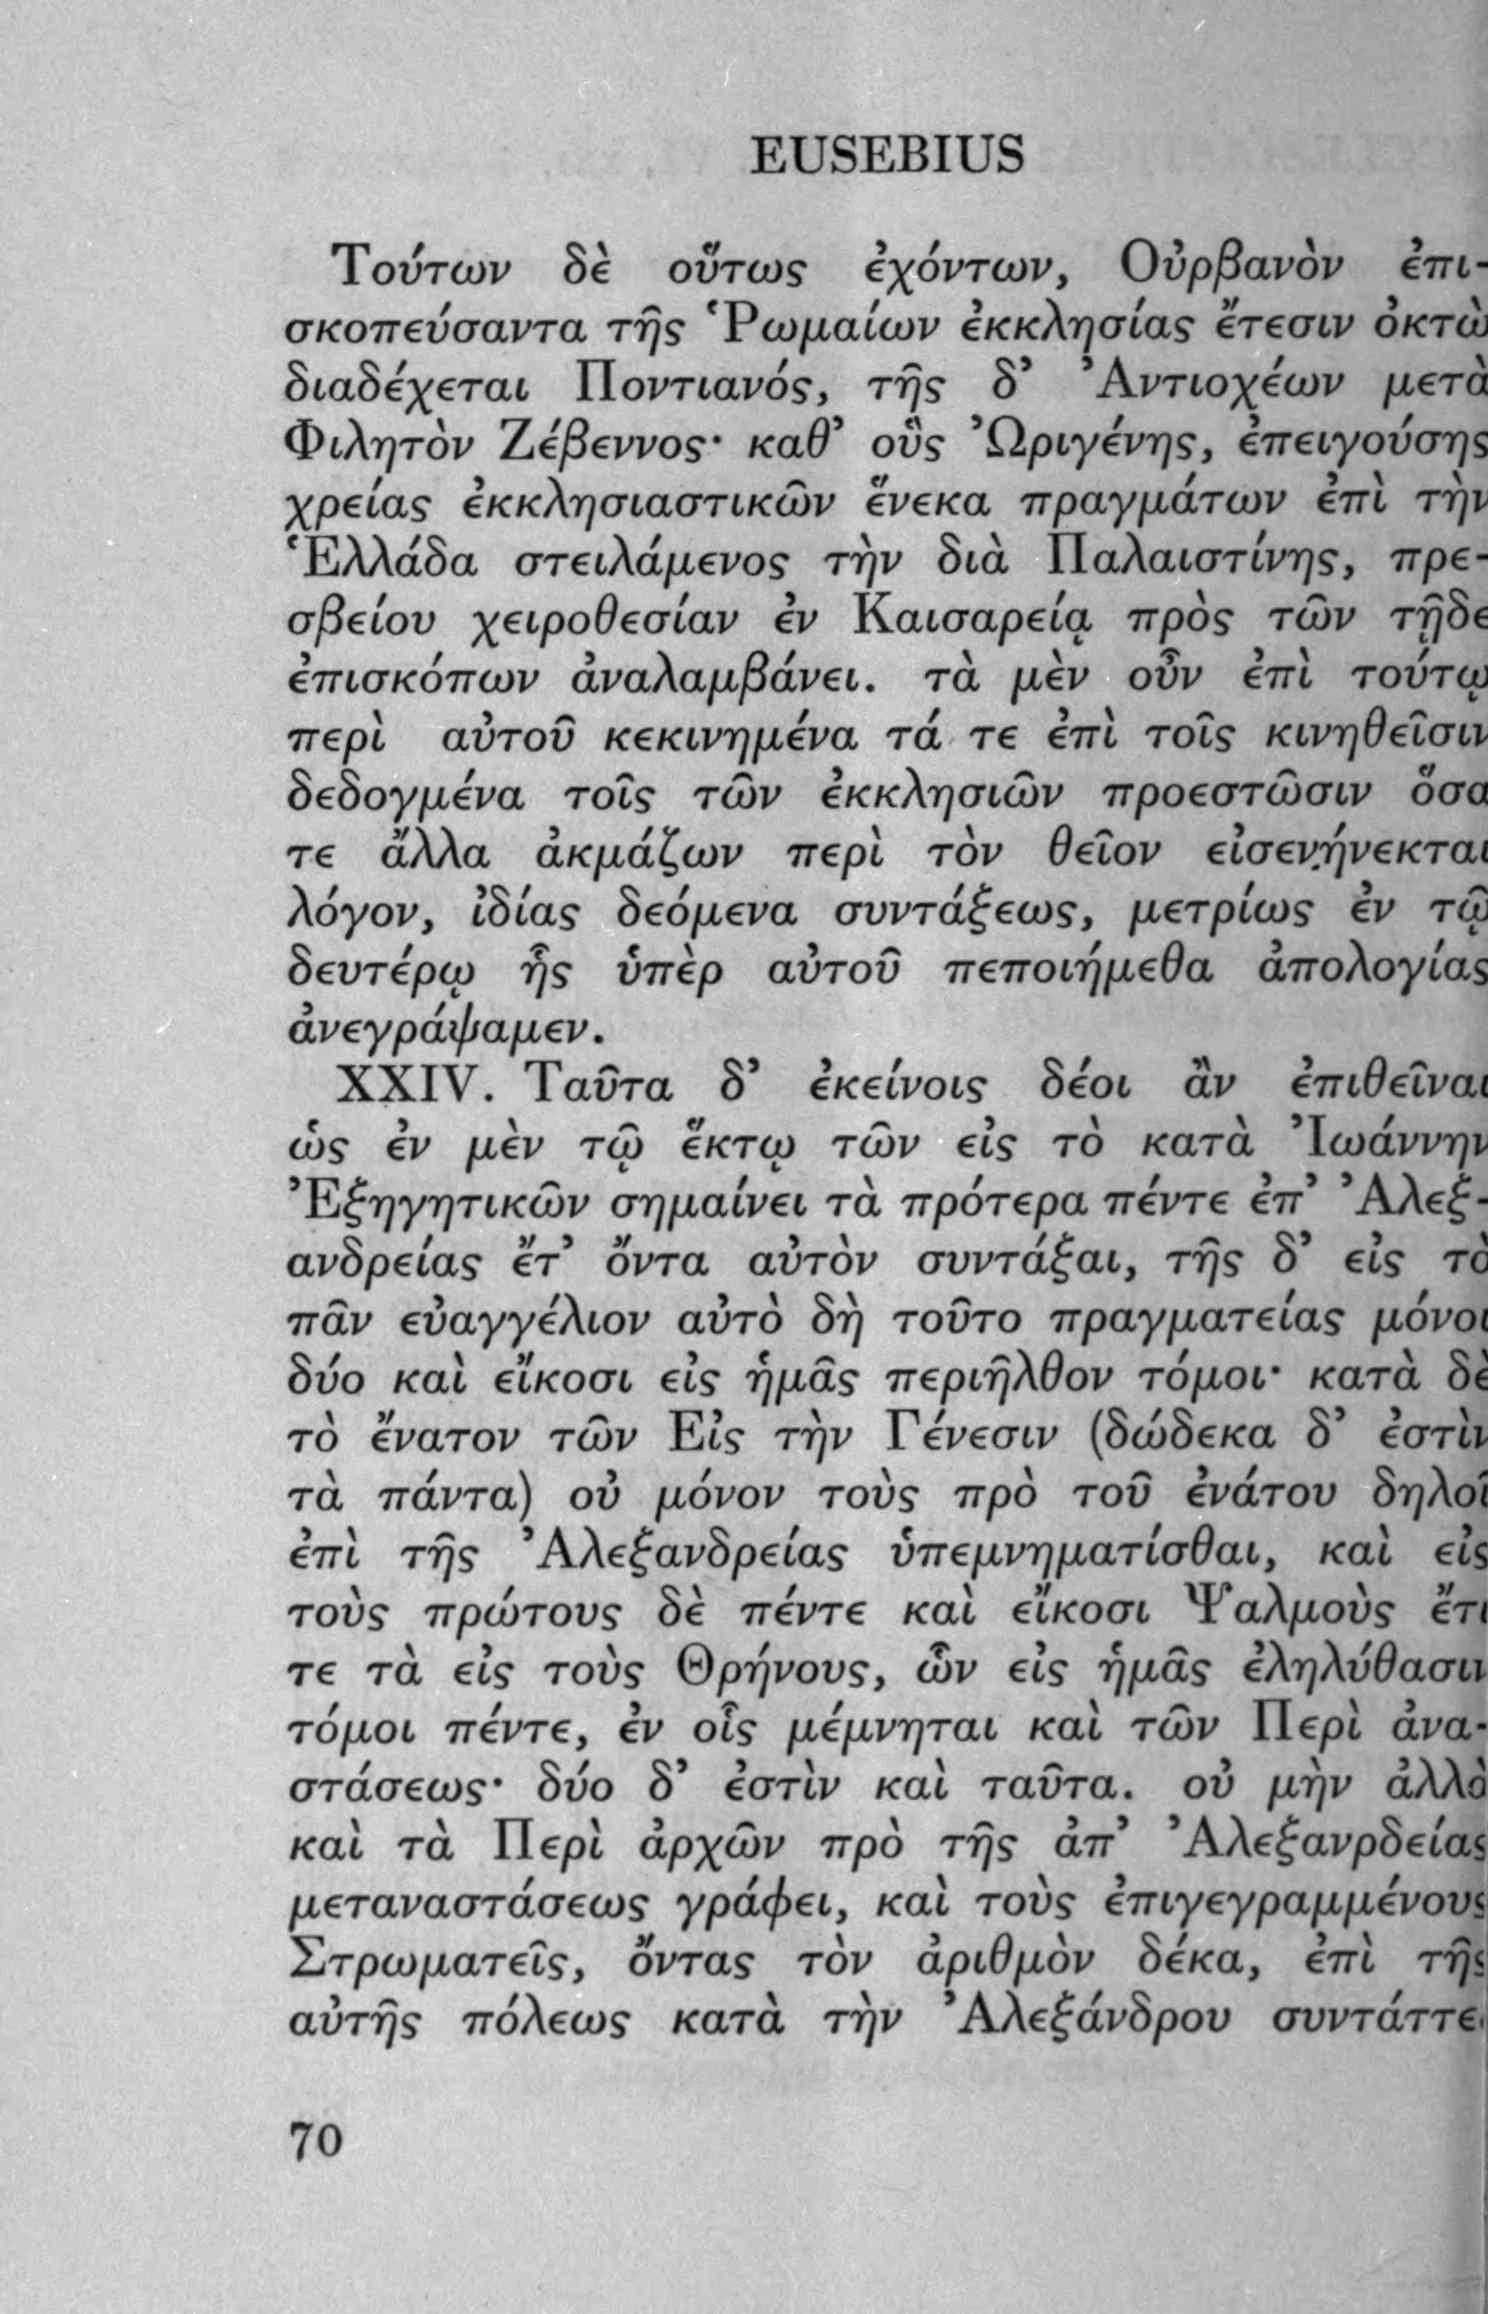 EUSEBIUS
Τούτων δὲ οὕτως ἐχόντων, Οὐρβανὸν ἐπι-
σκοπεύσαντα τῆς Ῥωμαίων ἐκκλησίας ἔτεσιν ὀκτὼ
διαδέχεται Ποντιανός, τῆς δ’ Ἀντιοχέων μετὰ
Φιλητὸν Ζέβεννος· καθ’ οὓς Ὠριγένης, ἐπειγούσης
χρείας ἐκκλησιαστικῶν ἕνεκα πραγμάτων ἐπὶ τὴν
Ἑλλάδα στειλάμενος τὴν διὰ Παλαιστίνης, πρε-
σβείου χειροθεσίαν ἐν Καισαρείᾳ πρὸς τῶν τῇδε
ἐπισκόπων ἀναλαμβάνει. τὰ μὲν οὖν ἐπὶ τούτῳ
περὶ αὐτοῦ κεκινημένα τά τε ἐπὶ τοῖς κινηθεῖσιν
δεδογμένα τοῖς τῶν ἐκκλησιῶν προεστῶσιν ὅσα
τε ἄλλα ἀκμάζων περὶ τὸν θεῖον εἰσενήνεκται
λόγον, ἰδίας δεόμενα συντάξεως, μετρίως ἐν τῷ
δευτέρῳ ἧς ὑπὲρ αὐτοῦ πεποιήμεθα ἀπολογίας
ἀνεγράψαμεν.
XXIV. Ταῦτα δ’ ἐκείνοις δέοι ἂν ἐπιθεῖναι
ὡς ἐν μὲν τῷ ἕκτῳ τῶν εἰς τὸ κατὰ Ἰωάννην
Ἐξηγητικῶν σημαίνει τὰ πρότερα πέντε ἐπ’ Ἀλεξ-
ανδρείας ἔτ’ ὄντα αὐτὸν συντάξαι, τῆς δ’ εἰς τὸ
πᾶν εὐαγγέλιον αὐτὸ δὴ τοῦτο πραγματείας μόνοι
δύο καὶ εἴκοσι εἰς ἡμᾶς περιῆλθον τόμοι· κατὰ δὲ
τὸ ἔνατον τῶν Εἰς τὴν Γένεσιν (δώδεκα δ’ ἐστὶν
τὰ πάντα) οὐ μόνον τοὺς πρὸ τοῦ ἐνάτου δηλοῖ
ἐπὶ τῆς Ἀλεξανδρείας ὑπεμνηματίσθαι, καὶ εἰς
τοὺς πρώτους δὲ πέντε καὶ εἴκοσι Ψαλμοὺς ἔτι
τε τὰ εἰς τοὺς Θρήνους, ὧν εἰς ἡμᾶς ἐληλύθασιν
τόμοι πέντε, ἐν οἷς μέμνηται καὶ τῶν Περὶ ἀνα-
στάσεως· δύο δ’ ἐστὶν καὶ ταῦτα. οὐ μὴν ἀλλὰ
καὶ τὰ Περὶ ἀρχῶν πρὸ τῆς ἀπ’ Ἀλεξανρδείας
μεταναστάσεως γράφει, καὶ τοὺς ἐπιγεγραμμένους
Στρωματεῖς, ὄντας τὸν ἀριθμὸν δέκα, ἐπὶ τῆς
αὐτῆς πόλεως κατὰ τὴν Ἀλεξάνδρου συντάττει
70